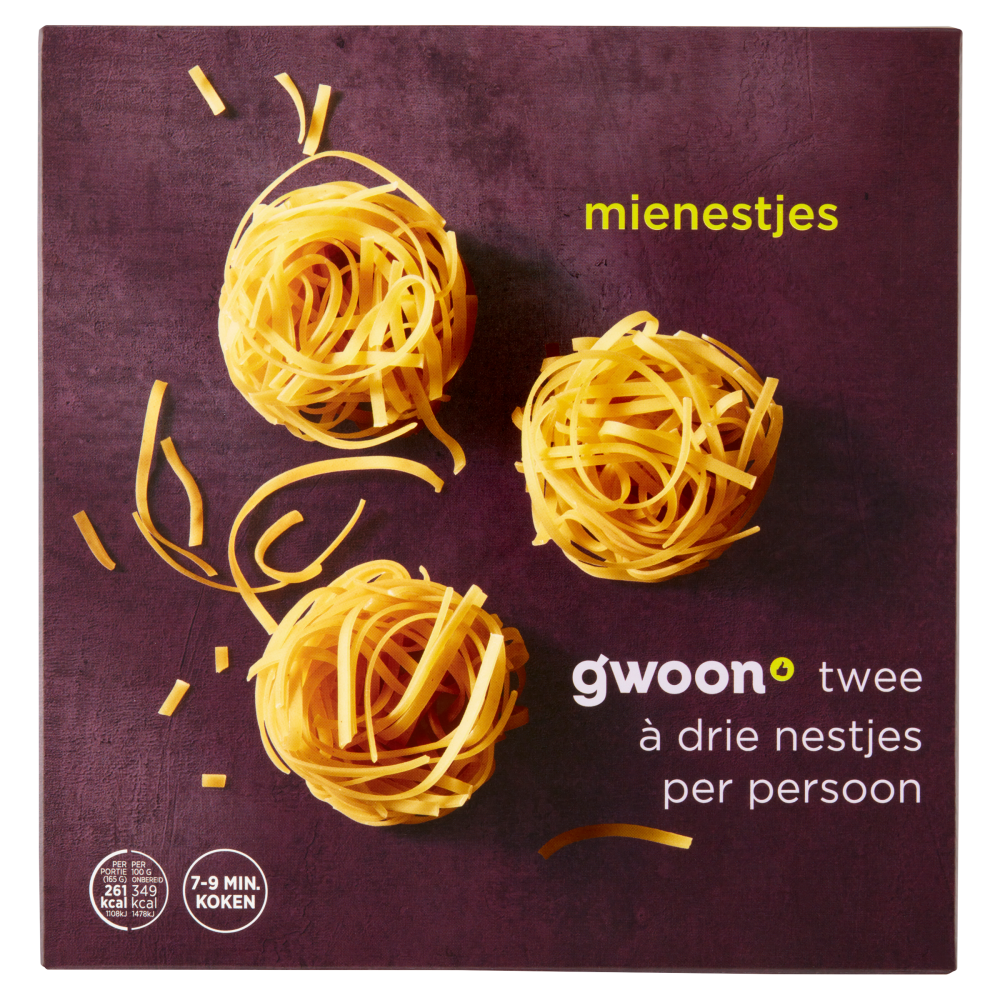 mienestjes
gwoon twee
à drie nestjes
per persoon
PER
PORTIE
(165 G)
261
kcal
1108kJ
PER
100 G
ONBEREID
349
kcal
1478kJ
7-9 MIN.
KOKEN